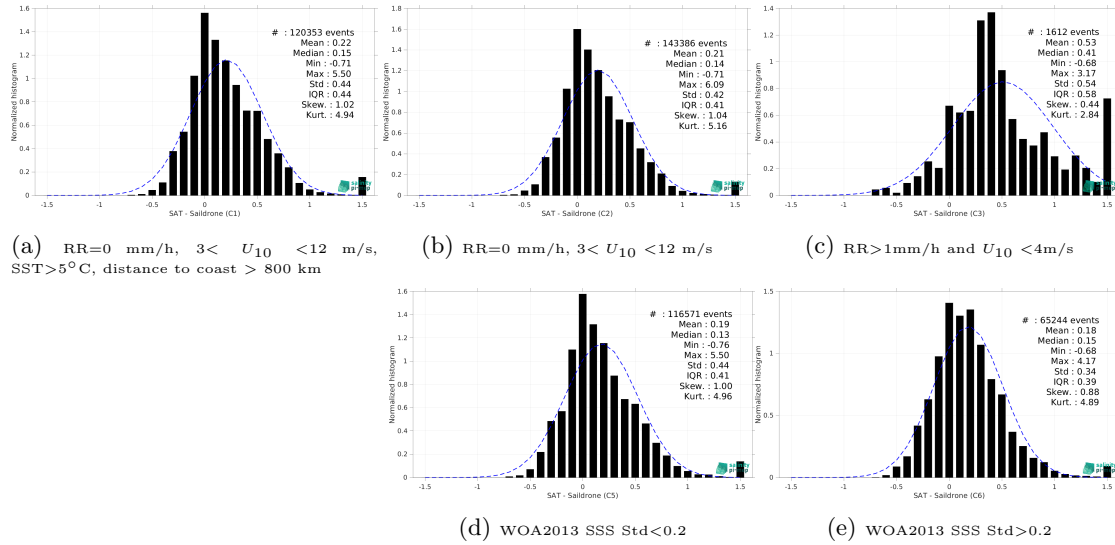 Normalized histogram
1.6
1.4
1.2
1
0.8
0.6
0.4
0.2
0
-1.5 -1 -0.5 0 0.5 1 1.5
SAT - Saildrone (C1)
# : 120353 events
Mean : 0.22
Median : 0.15
Min : -0.71
Max : 5.50
Std : 0.44
IQR : 0.44
Skew. : 1.02
Kurt. : 4.94
(a) RR=0 mm/h, 3< U10 <12 m/s,
SST>5°C, distance to coast > 800 km
Normalized histogram
1.8
1.6
1.4
1.2
1
0.8
0.6
0.4
0.2
0
-1.5 -1 -0.5 0 0.5 1 1.5
SAT - Saildrone (C2)
# : 143386 events
Mean : 0.21
Median : 0.14
Min : -0.71
Max : 6.09
Std : 0.42
IQR : 0.41
Skew. : 1.04
Kurt. : 5.16
(b) RR=0 mm/h, 3< U10 <12 m/s
Normalized histogram
1.4
1.2
1
0.8
0.6
0.4
0.2
0
-1.5 -1 -0.5 0 0.5 1 1.5
SAT - Saildrone (C3)
# : 1612 events
Mean : 0.53
Median : 0.41
Min : -0.68
Max : 3.17
Std : 0.54
IQR : 0.58
Skew. : 0.44
Kurt. : 2.84
(c) RR>1mm/h and U10 <4m/s
Normalized histogram
1.6
1.4
1.2
1
0.8
0.6
0.4
0.2
0
-1.5 -1 -0.5 0 0.5 1 1.5
SAT - Saildrone (C5)
# : 116571 events
Mean : 0.19
Median : 0.13
Min : -0.76
Max : 5.50
Std : 0.44
IQR : 0.41
Skew. : 1.00
Kurt. : 4.96
(d) WOA2013 SSS Std<0.2
Normalized histogram
1.5
1
0.5
0
-1.5 -1 -0.5 0 0.5 1 1.5
SAT - Saildrone (C6)
# : 65244 events
Mean : 0.18
Median : 0.15
Min : -0.68
Max : 4.17
Std : 0.34
IQR : 0.39
Skew. : 0.88
Kurt. : 4.89
(e) WOA2013 SSS Std>0.2